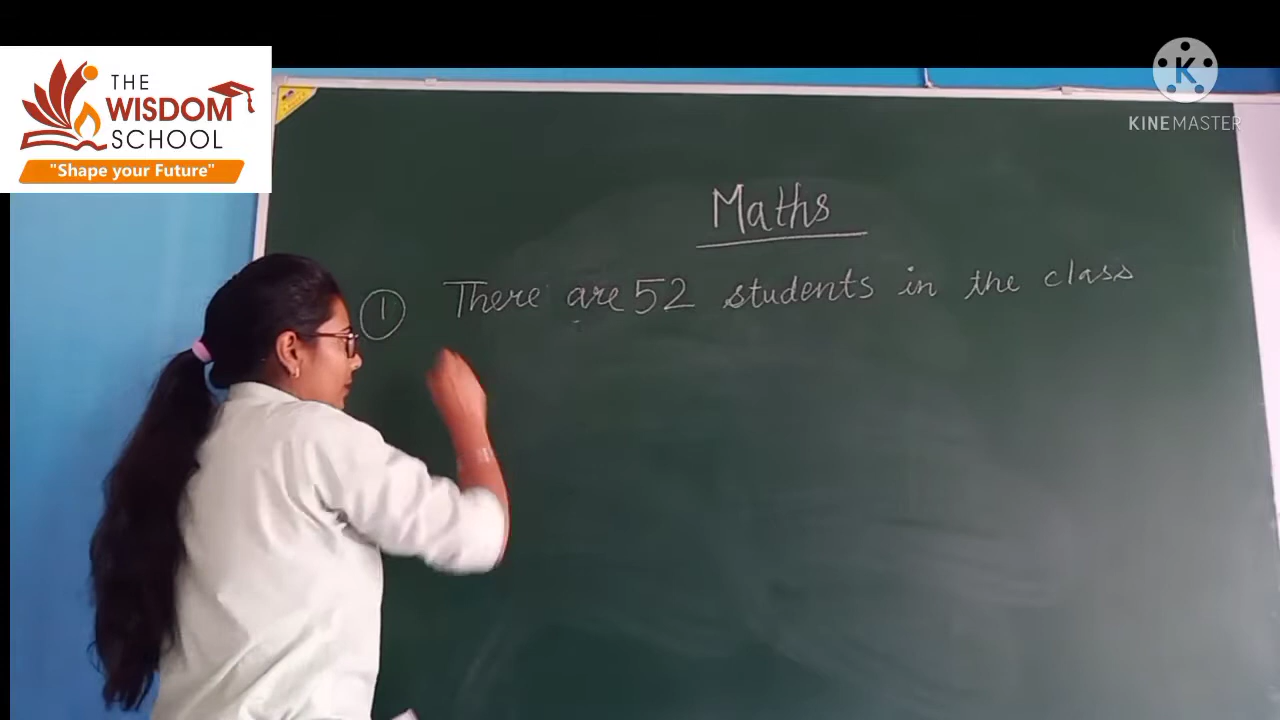 THE
WISDOM
SCHOOL
"Shape your Future"
K
KINEMASTER
Maths
1 There are 52 students in the class